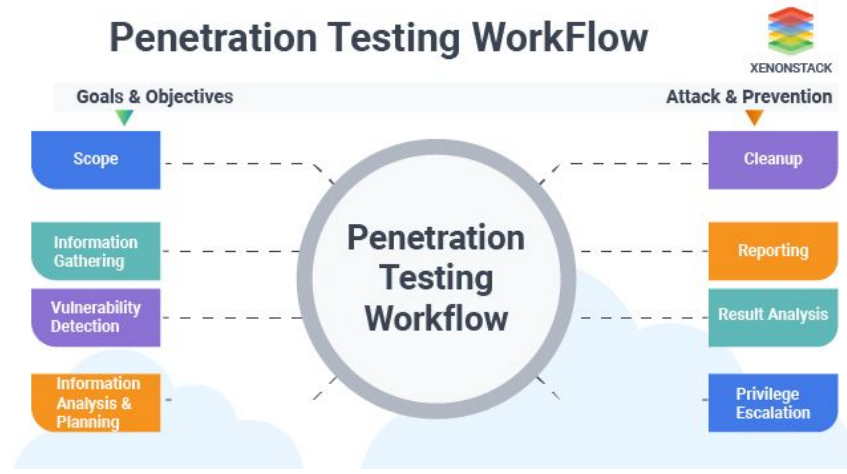 Penetration Testing WorkFlow
XENONSTACK
Goals & Objectives
Attack & Prevention
Scope
Information
Gathering
Vulnerability
Detection
Information
Analysis &
Planning
Penetration
Testing
Workflow
Cleanup
Reporting
Result Analysis
Privilege
Escalation